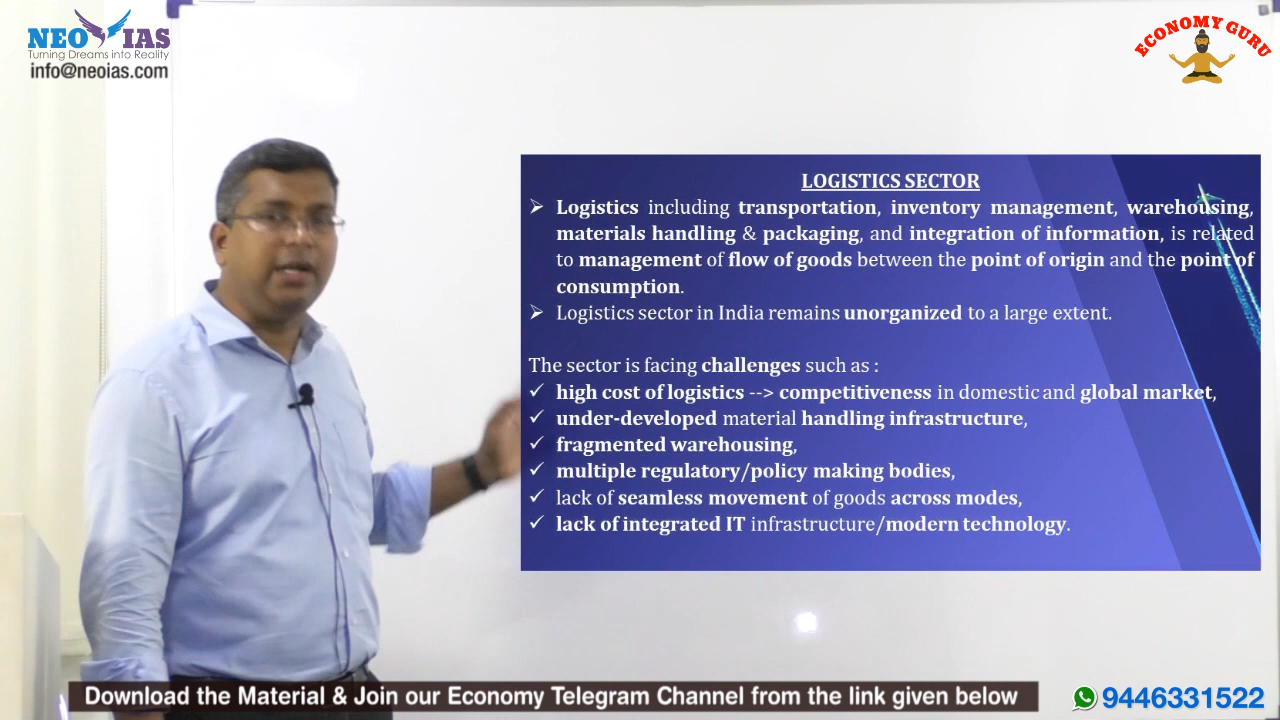 NEO IAS
Turning Dreams into Reality
info@neoias.com
ECONOMY GURU
LOGISTICS SECTOR
➢ Logistics including transportation, inventory management, warehousing,
materials handling & packaging, and integration of information, is related
to management of flow of goods between the point of origin and the point of
consumption.
➢ Logistics sector in India remains unorganized to a large extent.
The sector is facing challenges such as :
✓ high cost of logistics --> competitiveness in domestic and global market,
✓ under-developed material handling infrastructure,
✓ fragmented warehousing,
✓ multiple regulatory/policy making bodies,
✓ lack of seamless movement of goods across modes,
✓ lack of integrated IT infrastructure/modern technology.
Download the Material & Join our Economy Telegram Channel from the link given below
9446331522